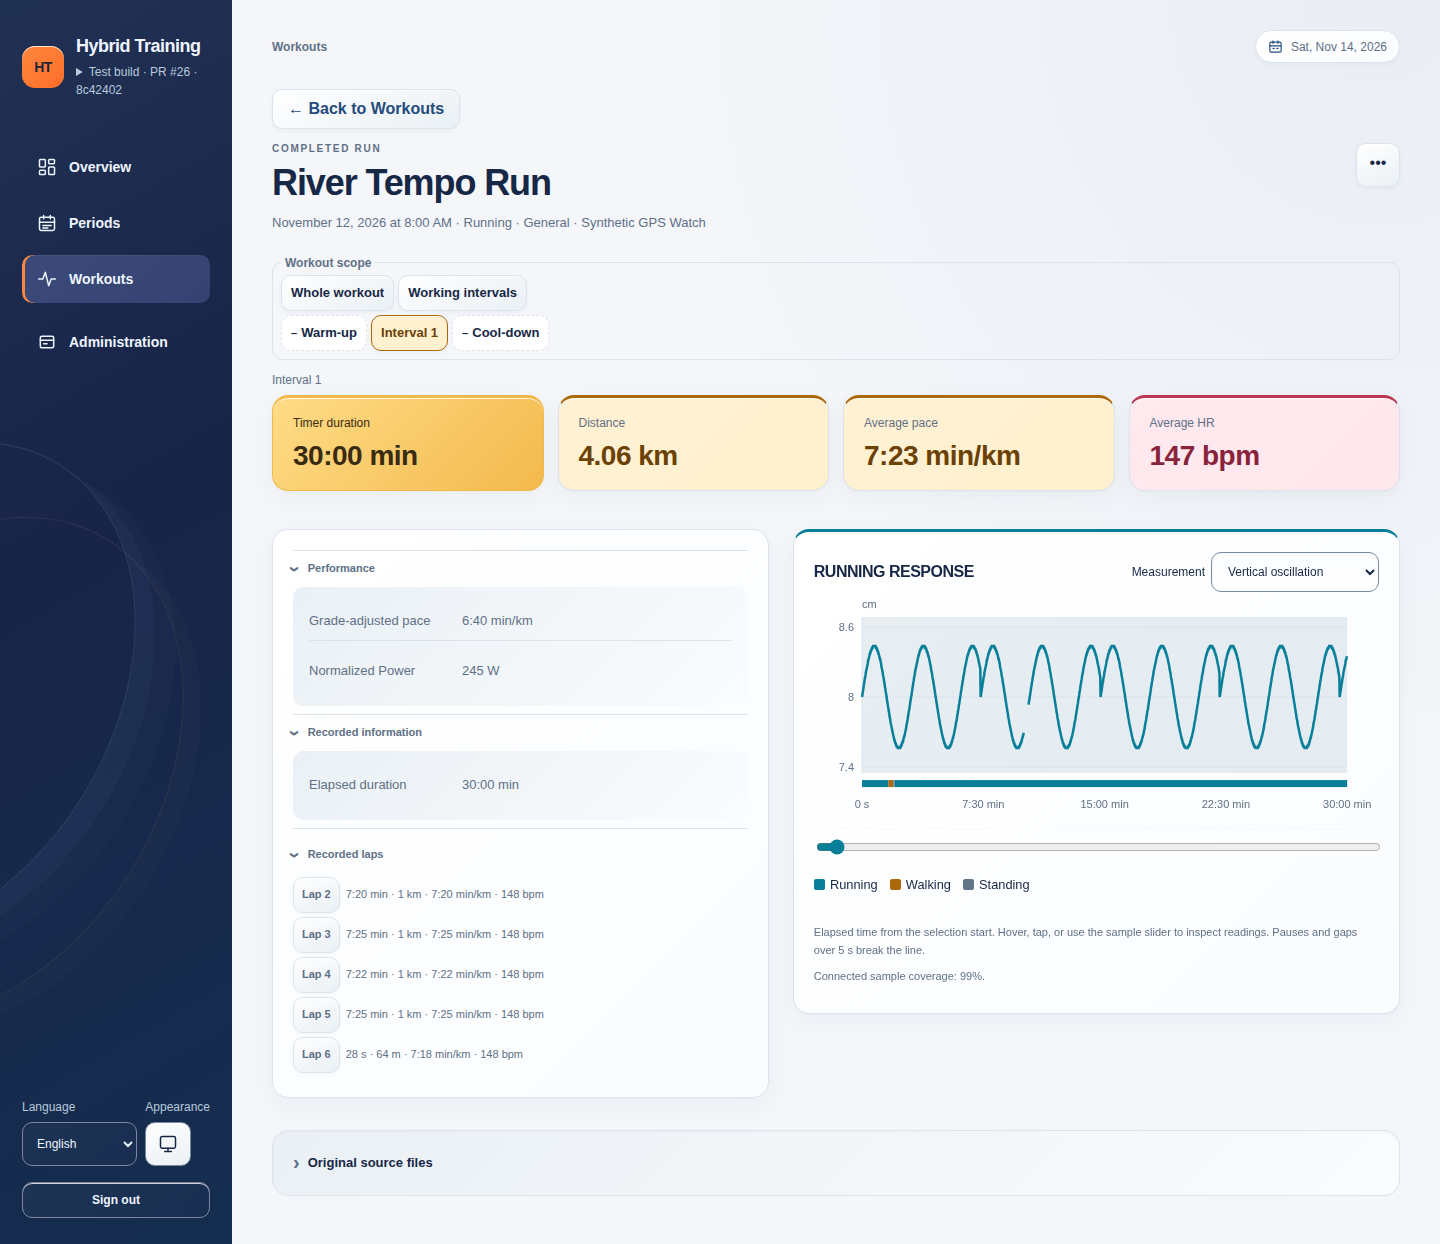 HT
Hybrid Training
Test build · PR #26 ·
8c42402
Overview
Periods
Workouts
Administration
Language
Appearance
English
Sign out
Workouts
Sat, Nov 14, 2026
← Back to Workouts
COMPLETED RUN
River Tempo Run
•••
November 12, 2026 at 8:00 AM · Running · General · Synthetic GPS Watch
Workout scope
Whole workout
Working intervals
– Warm-up
Interval 1
– Cool-down
Interval 1
Timer duration
30:00 min
Distance
4.06 km
Average pace
7:23 min/km
Average HR
147 bpm
Performance
Grade-adjusted pace 6:40 min/km
Normalized Power 245 W
Recorded information
Elapsed duration 30:00 min
Recorded laps
Lap 2 7:20 min · 1 km · 7:20 min/km · 148 bpm
Lap 3 7:25 min · 1 km · 7:25 min/km · 148 bpm
Lap 4 7:22 min · 1 km · 7:22 min/km · 148 bpm
Lap 5 7:25 min · 1 km · 7:25 min/km · 148 bpm
Lap 6 28 s · 64 m · 7:18 min/km · 148 bpm
RUNNING RESPONSE
Measurement
Vertical oscillation
cm
8.6
8
7.4
0 s 7:30 min 15:00 min 22:30 min 30:00 min
Running Walking Standing
Elapsed time from the selection start. Hover, tap, or use the sample slider to inspect readings. Pauses and gaps
over 5 s break the line.
Connected sample coverage: 99%.
Original source files